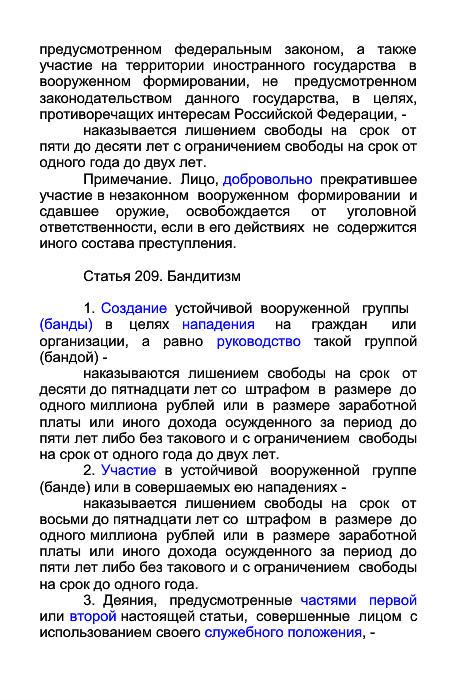 предусмотренном федеральным законом, а также
участие на территории иностранного государства в
вооруженном формировании, не предусмотренном
законодательством данного государства, в целях,
противоречащих интересам Российской Федерации, -
наказывается лишением свободы на срок от
пяти до десяти лет с ограничением свободы на срок от
одного года до двух лет.
Примечание. Лицо, добровольно прекратившее
участие в незаконном вооруженном формировании и
сдавшее оружие, освобождается от уголовной
ответственности, если в его действиях не содержится
иного состава преступления.
Статья 209. Бандитизм
1. Создание устойчивой вооруженной группы
(банды) в целях нападения на граждан или
организации, а равно руководство такой группой
(бандой) -
наказываются лишением свободы на срок от
десяти до пятнадцати лет со штрафом в размере до
одного миллиона рублей или в размере заработной
платы или иного дохода осужденного за период до
пяти лет либо без такового и с ограничением свободы
на срок от одного года до двух лет.
2. Участие в устойчивой вооруженной группе
(банде) или в совершаемых ею нападениях -
наказывается лишением свободы на срок от
восьми до пятнадцати лет со штрафом в размере до
одного миллиона рублей или в размере заработной
платы или иного дохода осужденного за период до
пяти лет либо без такового и с ограничением свободы
на срок до одного года.
3. Деяния, предусмотренные частями первой
или второй настоящей статьи, совершенные лицом с
использованием своего служебного положения, -